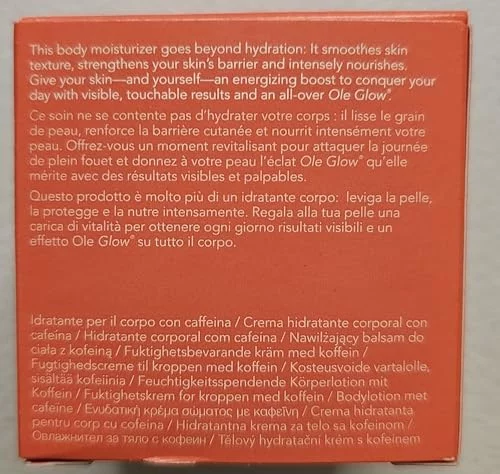 This body moisturizer goes beyond hydration: It smoothes skin
texture, strengthens your skin's barrier and intensely nourishes.
Give your skin—and yourself—an energizing boost to conquer your
day with visible, touchable results and an all-over Ole Glow®.
Ce soin ne se contente pas d'hydrater votre corps : il lisse le grain
de peau, renforce la barrière cutanée et nourrit intensément votre
peau. Offrez-vous un moment revitalisant pour attaquer la journée
de plein fouet et donnez à votre peau l'éclat Ole Glow® qu'elle
mérite avec des résultats visibles et palpables.
Questo prodotto è molto più di un idratante corpo: leviga la pelle,
la protegge e la nutre intensamente. Regala alla tua pelle una
carica di vitalità per ottenere ogni giorno risultati visibili e un
effetto Ole Glow® su tutto il corpo.
Idratante per il corpo con caffeina / Crema hidratante corporal con
cafeína / Hidratante corporal com cafeína / Nawilżający balsam do
ciała z kofeiną / Fuktighetsbevarande kräm med koffein /
Fugtighedscreme til kroppen med koffein / Kosteusvoide vartalolle,
sisältää kofeiinia / Feuchtigkeitsspendende Körperlotion mit
Koffein / Fuktighetskrem for kroppen med koffein / Bodylotion met
cafeïne / Ενυδατική κρέμα σώματος με καφεΐνη / Crema hidratanta
pentru corp cu cofeina / Hidratantna krema za telo sa kofeinom /
Овлажнител за тяло с кофеин / Tělový hydratační krém s kofeinem